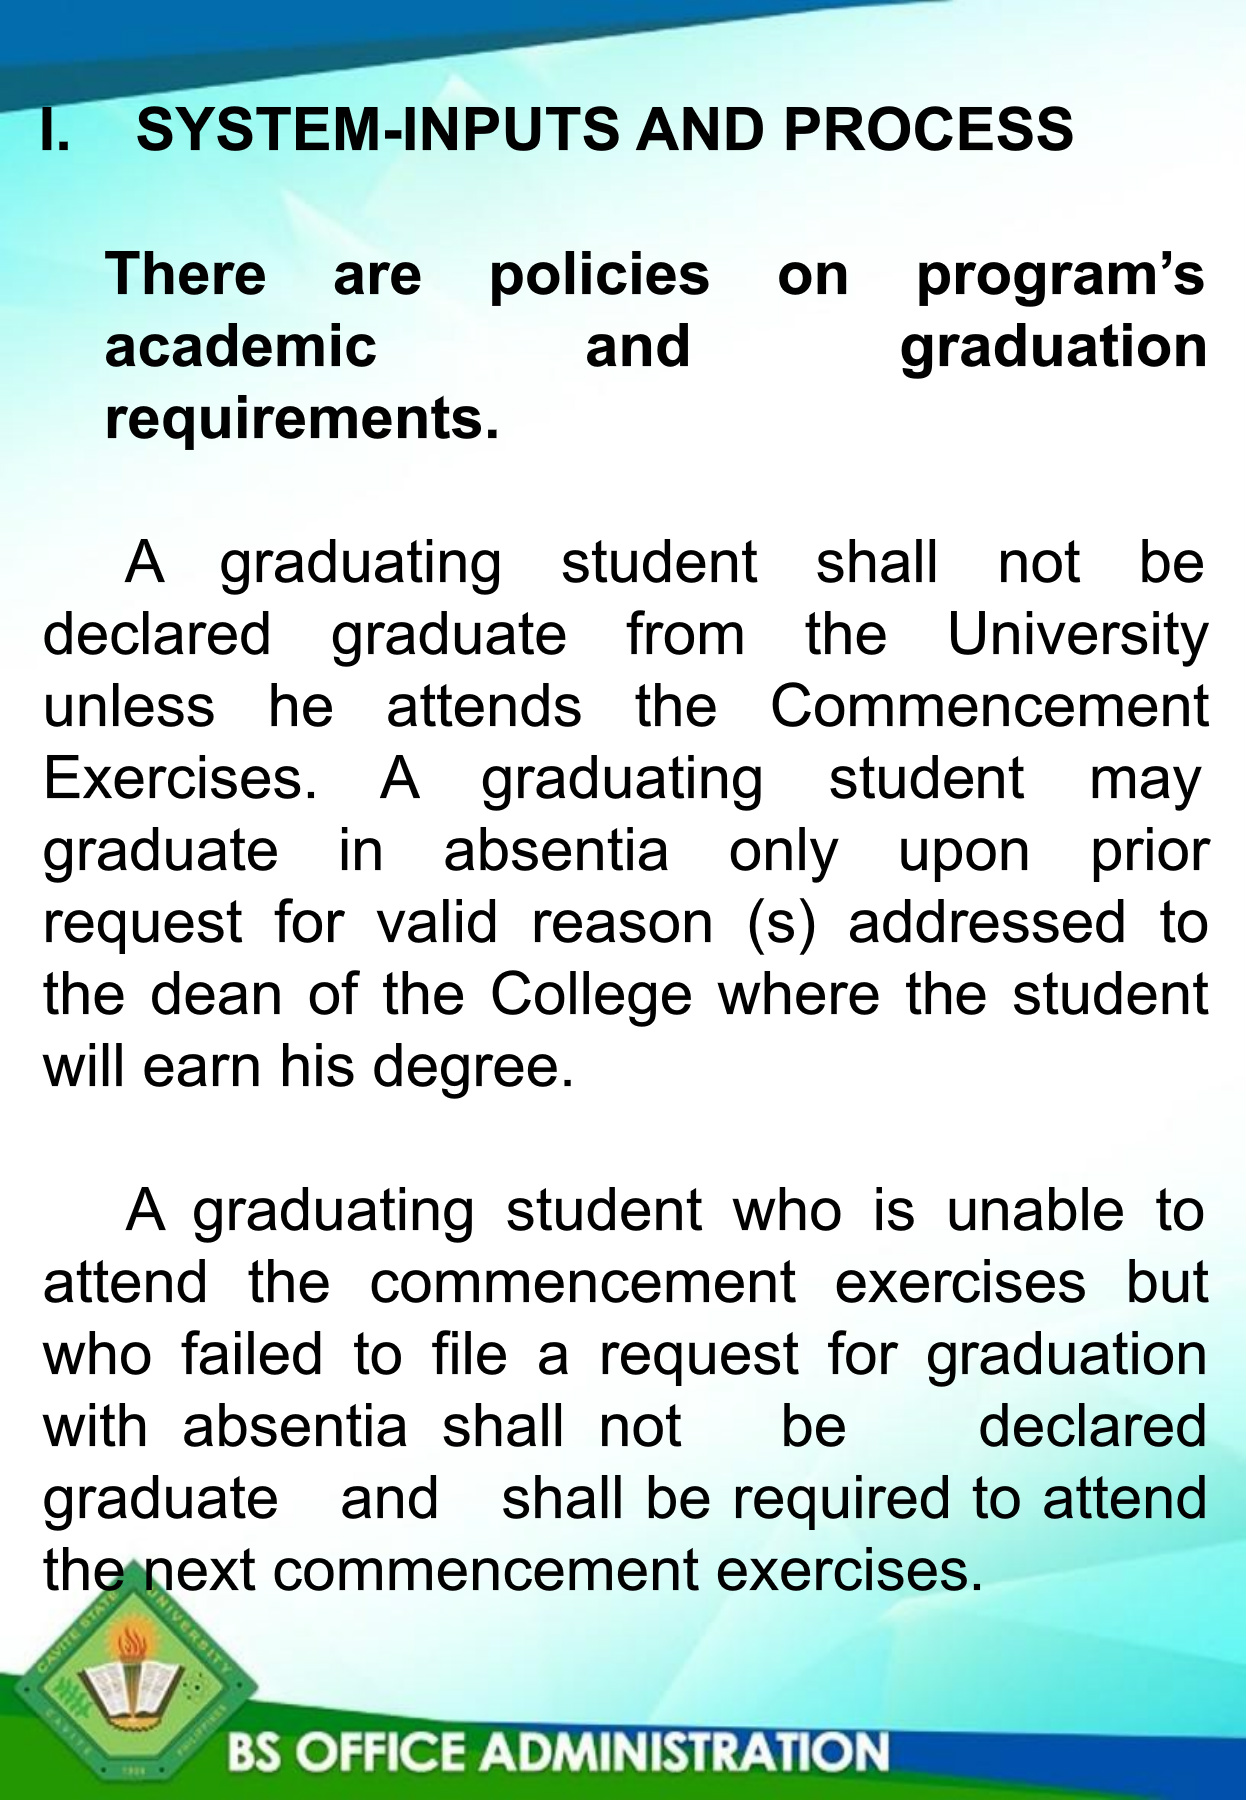 I. SYSTEM-INPUTS AND PROCESS
There are policies on program’s
academic and graduation
requirements.
A graduating student shall not be
declared graduate from the University
unless he attends the Commencement
Exercises. A graduating student may
graduate in absentia only upon prior
request for valid reason (s) addressed to
the dean of the College where the student
will earn his degree.
A graduating student who is unable to
attend the commencement exercises but
who failed to file a request for graduation
with absentia shall not be declared
graduate and shall be required to attend
the next commencement exercises.
CAVITE STATE UNIVERSITY
CAVITE PHILIPPINES
1906
BS OFFICE ADMINISTRATION